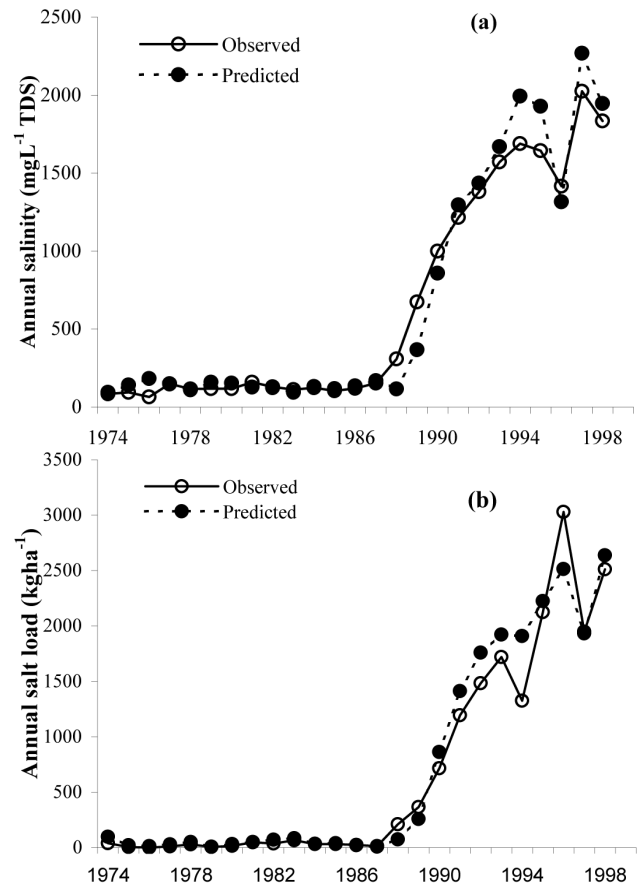 (a)
Observed
Predicted
Annual salinity (mgL⁻¹ TDS)
2500
2000
1500
1000
500
0
1974 1978 1982 1986 1990 1994 1998
(b)
Observed
Predicted
Annual salt load (kgha⁻¹)
3500
3000
2500
2000
1500
1000
500
0
1974 1978 1982 1986 1990 1994 1998